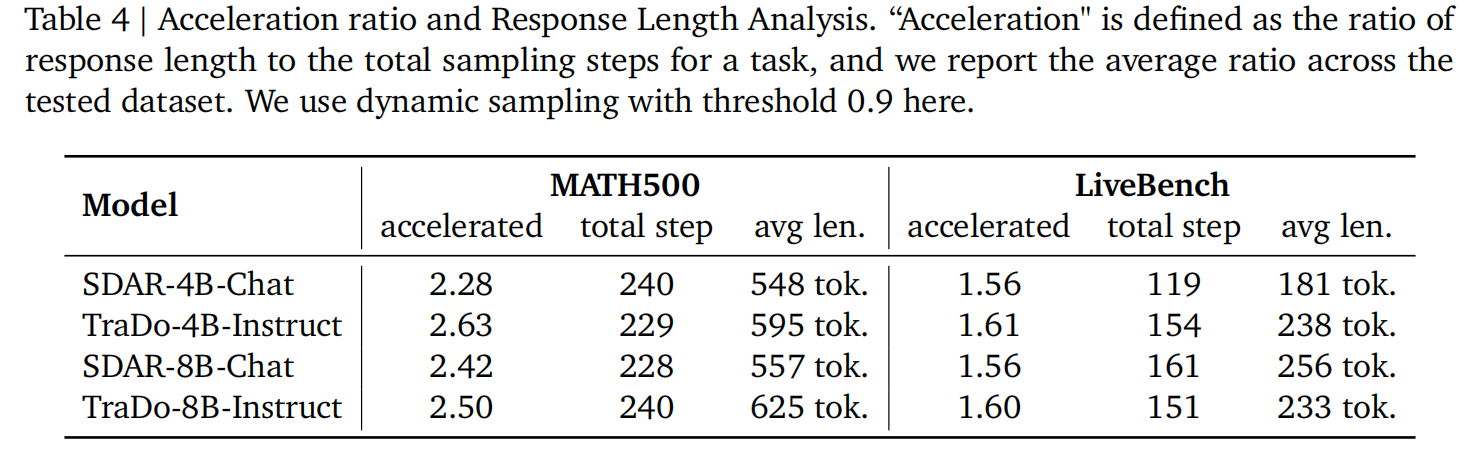 Table 4 | Acceleration ratio and Response Length Analysis. “Acceleration" is defined as the ratio of
response length to the total sampling steps for a task, and we report the average ratio across the
tested dataset. We use dynamic sampling with threshold 0.9 here.
Model MATH500 LiveBench
accelerated total step avg len. accelerated total step avg len.
SDAR-4B-Chat 2.28 240 548 tok. 1.56 119 181 tok.
TraDo-4B-Instruct 2.63 229 595 tok. 1.61 154 238 tok.
SDAR-8B-Chat 2.42 228 557 tok. 1.56 161 256 tok.
TraDo-8B-Instruct 2.50 240 625 tok. 1.60 151 233 tok.